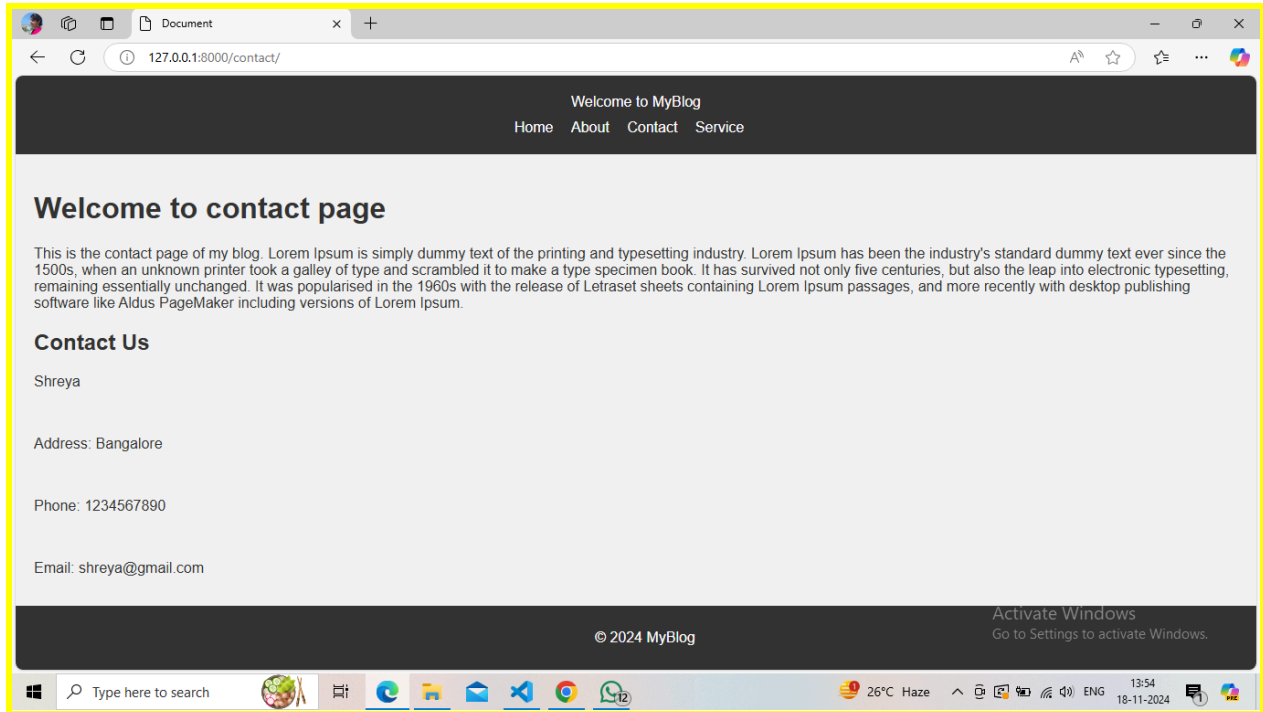 Document
127.0.0.1:8000/contact/
Welcome to MyBlog
Home About Contact Service
Welcome to contact page
This is the contact page of my blog. Lorem Ipsum is simply dummy text of the printing and typesetting industry. Lorem Ipsum has been the industry's standard dummy text ever since the
1500s, when an unknown printer took a galley of type and scrambled it to make a type specimen book. It has survived not only five centuries, but also the leap into electronic typesetting,
remaining essentially unchanged. It was popularised in the 1960s with the release of Letraset sheets containing Lorem Ipsum passages, and more recently with desktop publishing
software like Aldus PageMaker including versions of Lorem Ipsum.
Contact Us
Shreya
Address: Bangalore
Phone: 1234567890
Email: shreya@gmail.com
Activate Windows
Go to Settings to activate Windows.
© 2024 MyBlog
Type here to search
12
26°C Haze
ENG
13:54
18-11-2024
1
PRE